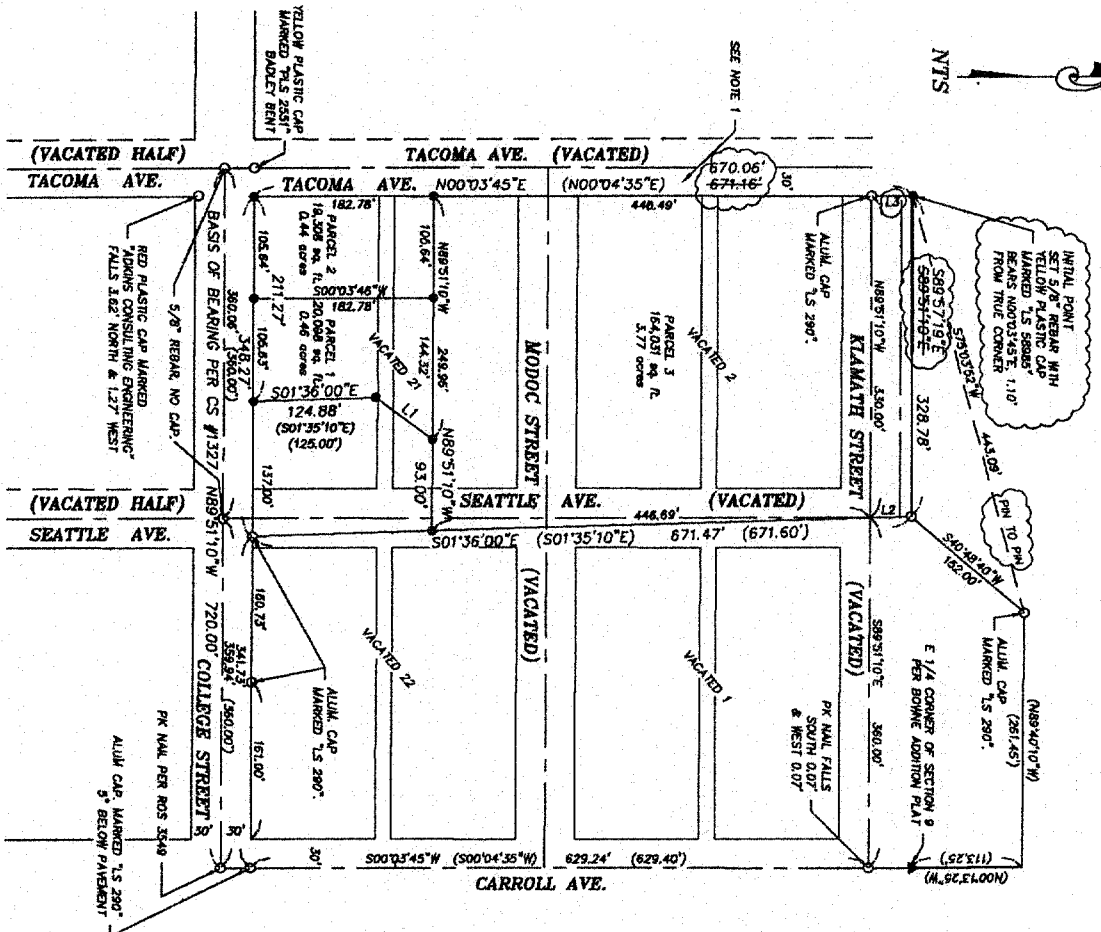 NTS
SEE NOTE 1
YELLOW PLASTIC CAP
MARKED "PLS 2551"
BADLEY BENT
INITIAL POINT
SET 5/8" REBAR WITH
YELLOW PLASTIC CAP
MARKED "LS 58985"
BEARS N00°03'45"E, 1.10'
FROM TRUE CORNER
(VACATED HALF)
TACOMA AVE. (VACATED)
670.06'
671.16'
30'
TACOMA AVE.
TACOMA AVE.
N00°03'45"E
(N00°04'35"E)
182.78'
448.49'
L3
ALUM. CAP
MARKED "LS 290".
S89°57'19"E
S89°51'10"E
328.78'
S75°03'52"W
443.09'
PIN TO PIN
N89°51'10"W
330.00'
N89°51'10"W
105.64'
106.64'
PARCEL 2
19,306 sq. ft.
0.44 acres
S00°03'46"W
182.78'
211.27'
PARCEL 1
20,098 sq. ft.
0.46 acres
105.63'
144.32'
249.96'
VACATED 21
S01°36'00"E
124.88'
(S01°35'10"E)
(125.00')
L1
N89°51'10"W
93.00'
137.00'
PARCEL 3
164,031 sq. ft.
3.77 acres
VACATED 2
MODOC STREET
KLAMATH STREET
BASIS OF BEARING PER CS #1327
N89°51'10"W 720.00'
360.06'
348.27'
(360.00')
5/8" REBAR, NO CAP.
RED PLASTIC CAP MARKED
"ADKINS CONSULTING ENGINEERING"
FALLS 3.62' NORTH & 1.27' WEST
(VACATED HALF)
SEATTLE AVE. (VACATED)
SEATTLE AVE.
446.69'
L2
S01°36'00"E (S01°35'10"E) 671.47' (671.60')
S40°48'40"W
162.00'
ALUM. CAP
MARKED "LS 290".
(N89°40'10"W)
(261.45')
E 1/4 CORNER OF SECTION 9
PER BOWNE ADDITION PLAT
(VACATED)
(VACATED)
S89°51'10"E
360.00'
PK NAIL FALLS
SOUTH 0.07'
& WEST 0.07'
VACATED 22
VACATED 1
180.73'
341.73'
359.94'
(360.00')
161.00'
ALUM. CAP
MARKED "LS 290".
COLLEGE STREET
PK NAIL PER ROS 3549
ALUM CAP. MARKED "LS 290"
5" BELOW PAVEMENT
30'
30'
30'
S00°03'45"W (S00°04'35"W) 629.24' (629.40')
CARROLL AVE.
(113.25')
(N00°13'25"W)